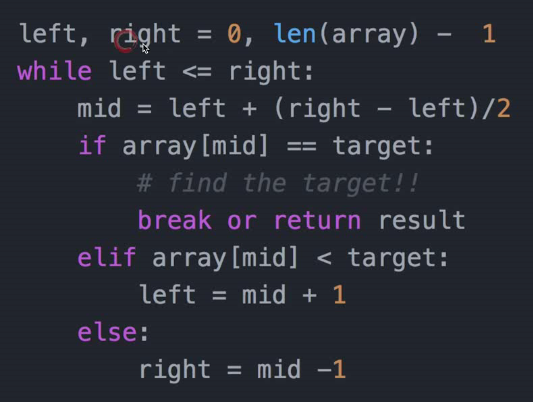 left, right = 0, len(array) - 1
while left <= right:
    mid = left + (right - left)/2
    if array[mid] == target:
        # find the target!!
        break or return result
    elif array[mid] < target:
        left = mid + 1
    else:
        right = mid -1